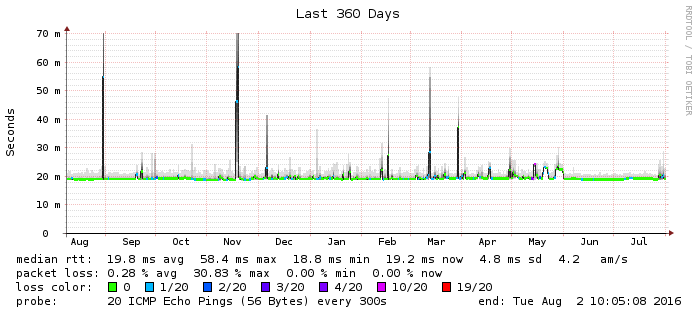 Last 360 Days
RRDTOOL / TOBI OETIKER
Seconds
70 m
60 m
50 m
40 m
30 m
20 m
10 m
0
Aug Sep Oct Nov Dec Jan Feb Mar Apr May Jun Jul
median rtt: 19.8 ms avg 58.4 ms max 18.8 ms min 19.2 ms now 4.8 ms sd 4.2 am/s
packet loss: 0.28 % avg 30.83 % max 0.00 % min 0.00 % now
loss color: 0 1/20 2/20 3/20 4/20 10/20 19/20
probe: 20 ICMP Echo Pings (56 Bytes) every 300s end: Tue Aug 2 10:05:08 2016